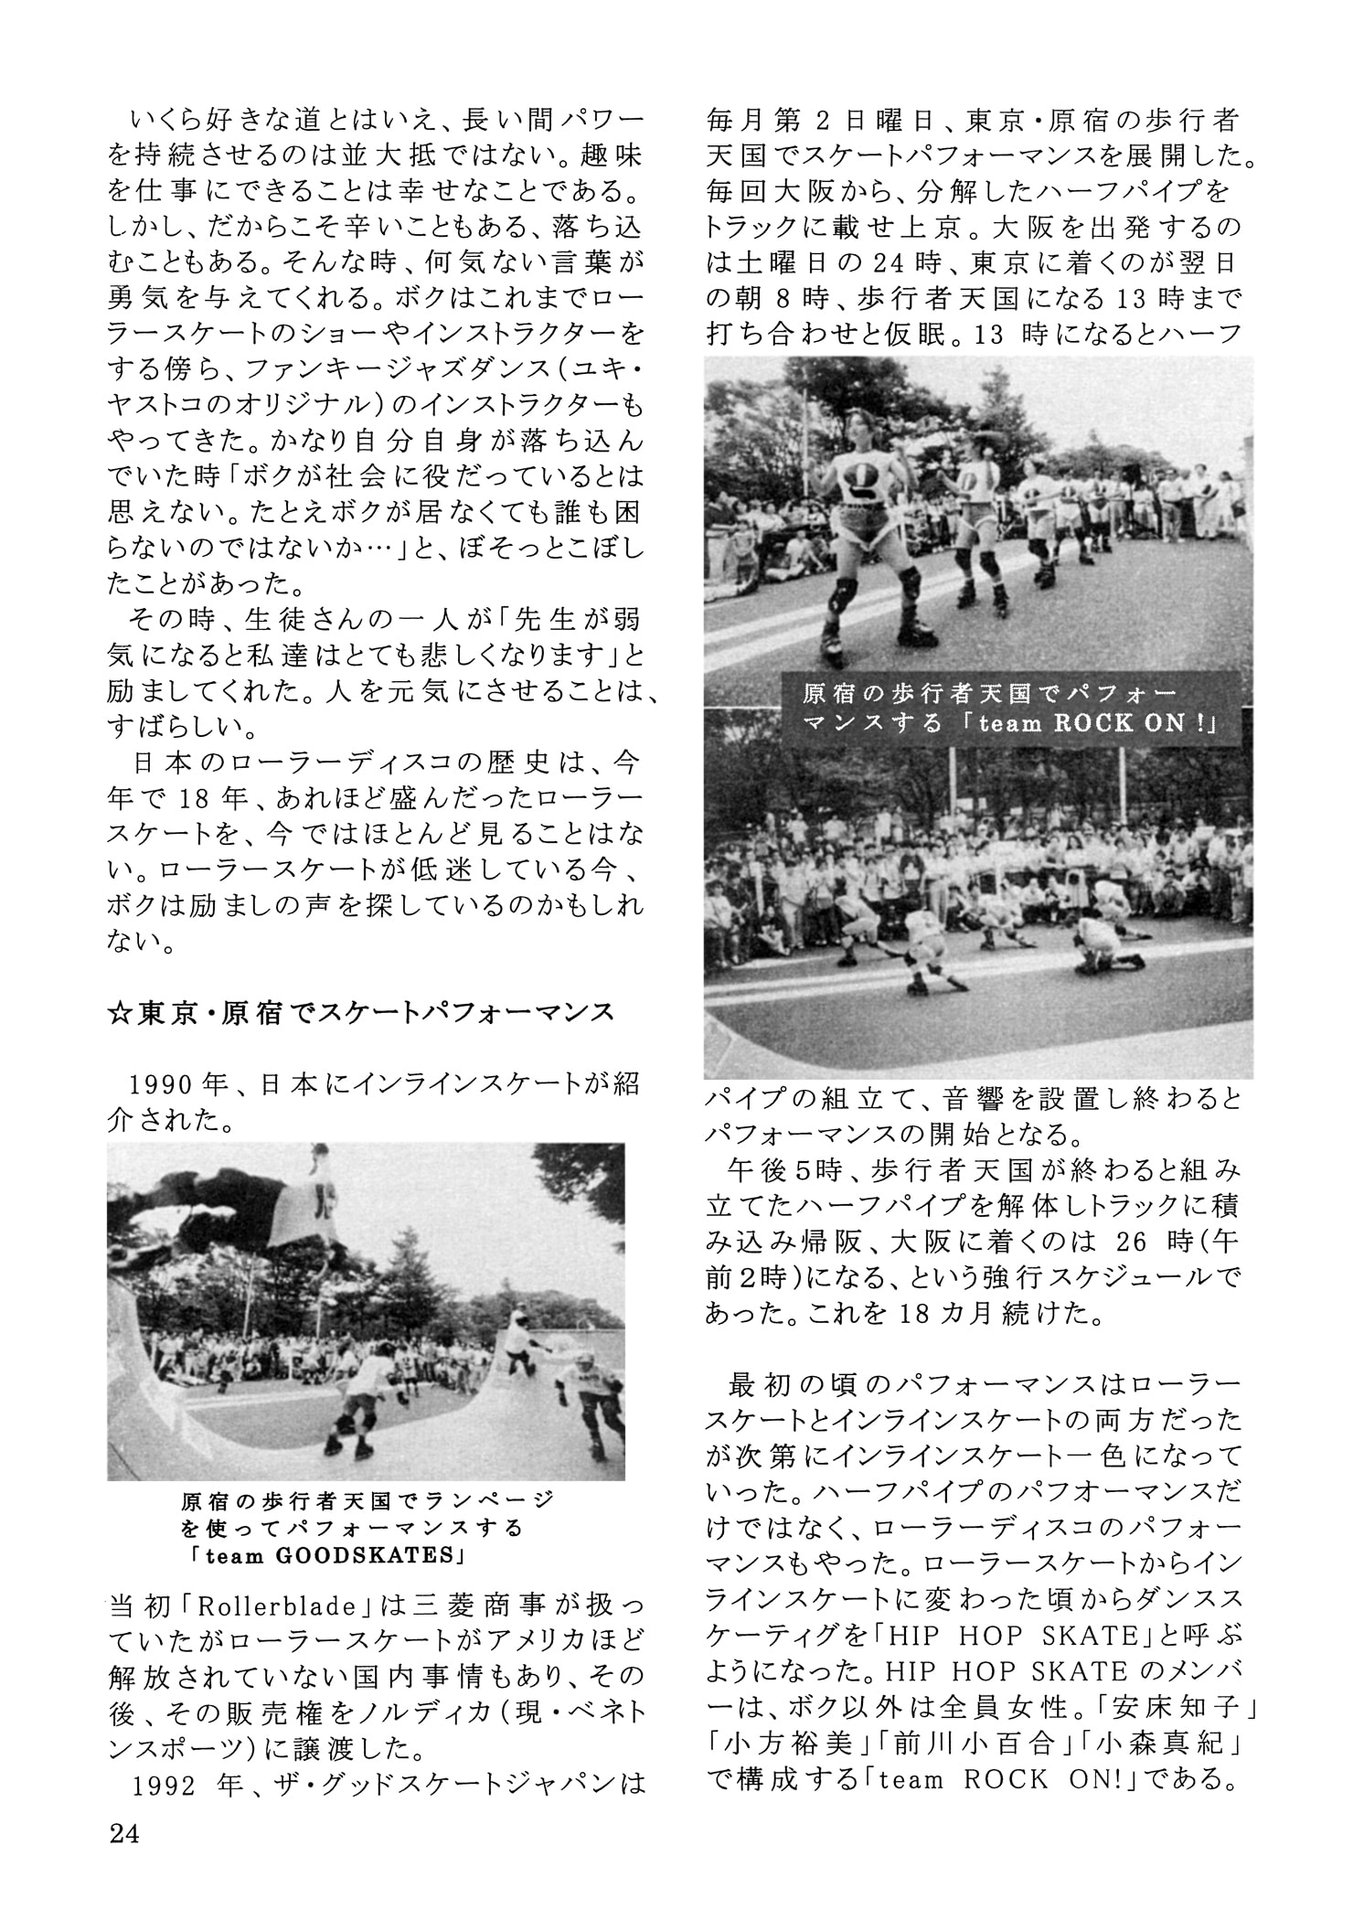 いくら好きな道とはいえ、長い間パワー
を持続させるのは並大抵ではない。趣味
を仕事にできることは幸せなことである。
しかし、だからこそ辛いこともある、落ち込
むこともある。そんな時、何気ない言葉が
勇気を与えてくれる。ボクはこれまでロー
ラースケートのショーやインストラクターを
する傍ら、ファンキージャズダンス(ユキ・
ヤストコのオリジナル)のインストラクターも
やってきた。かなり自分自身が落ち込ん
でいた時「ボクが社会に役だっているとは
思えない。たとえボクが居なくても誰も困
らないのではないか…」と、ぼそっとこぼし
たことがあった。
その時、生徒さんの一人が「先生が弱
気になると私達はとても悲しくなります」と
励ましてくれた。人を元気にさせることは、
すばらしい。
日本のローラーディスコの歴史は、今
年で18年、あれほど盛んだったローラー
スケートを、今ではほとんど見ることはな
い。ローラースケートが低迷している今、
ボクは励ましの声を探しているのかもしれ
ない。
☆東京・原宿でスケートパフォーマンス
1990年、日本にインラインスケートが紹
介された。
原宿の歩行者天国でランページ
を使ってパフォーマンスする
「team GOODSKATES」
当初「Rollerblade」は三菱商事が扱っ
ていたがローラースケートがアメリカほど
解放されていない国内事情もあり、その
後、その販売権をノルディカ(現・ベネト
ンスポーツ)に譲渡した。
1992年、ザ・グッドスケートジャパンは
毎月第2日曜日、東京・原宿の歩行者
天国でスケートパフォーマンスを展開した。
毎回大阪から、分解したハーフパイプを
トラックに載せ上京。大阪を出発するの
は土曜日の24時、東京に着くのが翌日
の朝8時、歩行者天国になる13時まで
打ち合わせと仮眠。13時になるとハーフ
原宿の歩行者天国でパフォー
マンスする「team ROCK ON!」
パイプの組立て、音響を設置し終わると
パフォーマンスの開始となる。
午後5時、歩行者天国が終わると組み
立てたハーフパイプを解体しトラックに積
み込み帰阪、大阪に着くのは26時(午
前2時)になる、という強行スケジュールで
あった。これを18カ月続けた。
最初の頃のパフォーマンスはローラー
スケートとインラインスケートの両方だった
が次第にインラインスケート一色になって
いった。ハーフパイプのパフオーマンスだ
けではなく、ローラーディスコのパフォー
マンスもやった。ローラースケートからイン
ラインスケートに変わった頃からダンスス
ケーティグを「HIP HOP SKATE」と呼ぶ
ようになった。HIP HOP SKATEのメンバ
ーは、ボク以外は全員女性。「安床知子」
「小方裕美」「前川小百合」「小森真紀」
で構成する「team ROCK ON!」である。
24